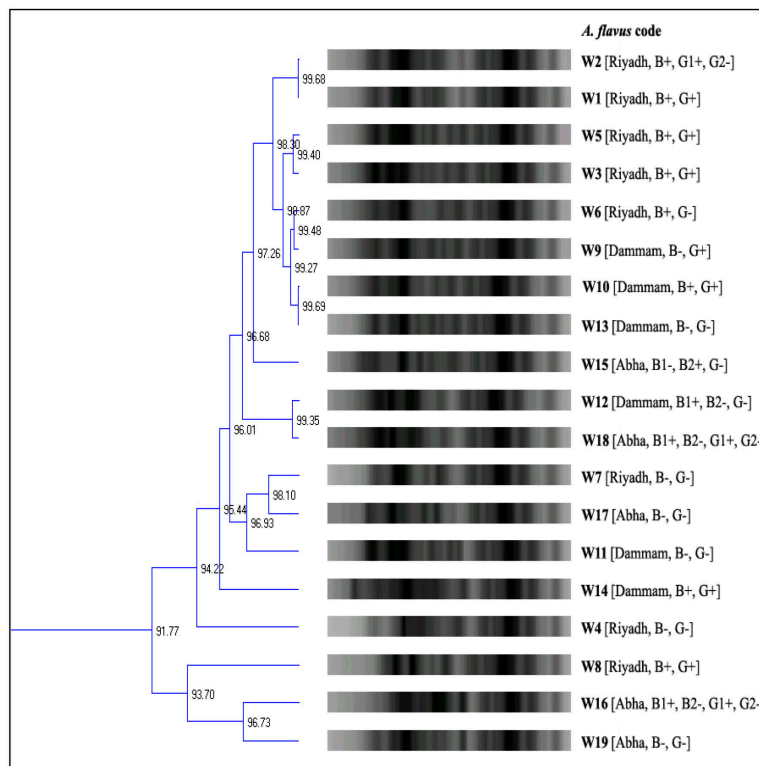 A. flavus code
W2 [Riyadh, B+, G1+, G2-]
99.68
W1 [Riyadh, B+, G+]
W5 [Riyadh, B+, G+]
98.30
99.40
W3 [Riyadh, B+, G+]
W6 [Riyadh, B+, G-]
98.87
99.48
W9 [Dammam, B-, G+]
97.26
99.27
W10 [Dammam, B+, G+]
99.69
W13 [Dammam, B-, G-]
96.68
W15 [Abha, B1-, B2+, G-]
W12 [Dammam, B1+, B2-, G-]
99.35
96.01
W18 [Abha, B1+, B2-, G1+, G2-
W7 [Riyadh, B-, G-]
98.10
95.44
W17 [Abha, B-, G-]
96.93
W11 [Dammam, B-, G-]
94.22
W14 [Dammam, B+, G+]
91.77
W4 [Riyadh, B-, G-]
W8 [Riyadh, B+, G+]
93.70
W16 [Abha, B1+, B2-, G1+, G2-
96.73
W19 [Abha, B-, G-]